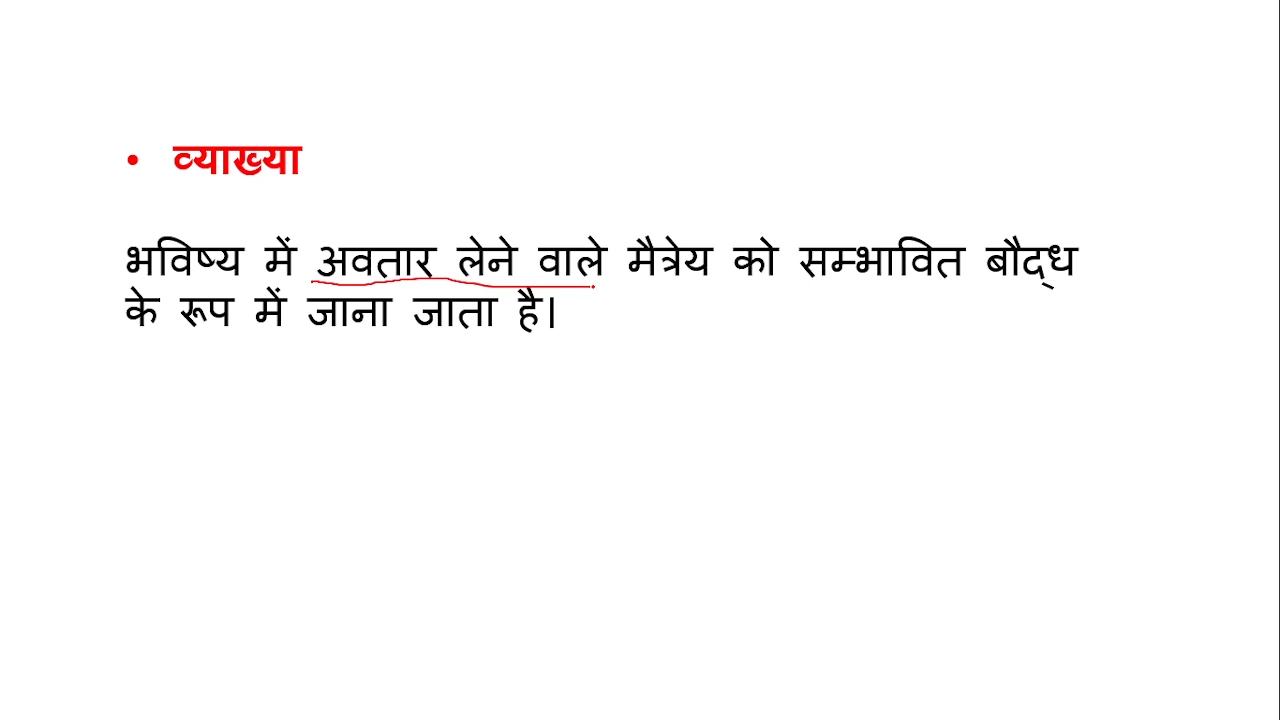 • व्याख्या
भविष्य में अवतार लेने वाले मैत्रेय को सम्भावित बौद्ध
के रूप में जाना जाता है।